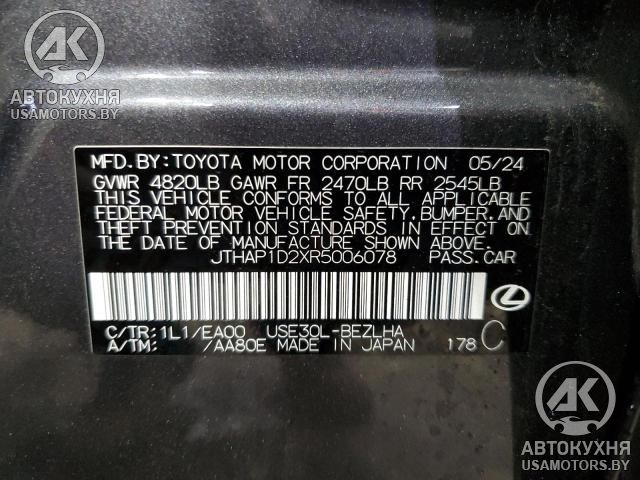 АК
АВТОКУХНЯ
USAMOTORS.BY
MFD.BY:TOYOTA MOTOR CORPORATION 05/24
GVWR 4820LB GAWR FR 2470LB RR 2545LB
THIS VEHICLE CONFORMS TO ALL APPLICABLE
FEDERAL MOTOR VEHICLE SAFETY,BUMPER,AND
THEFT PREVENTION STANDARDS IN EFFECT ON
THE DATE OF MANUFACTURE SHOWN ABOVE.
JTHAP1D2XR5006078 PASS.CAR
C/TR:1L1/EA00 USE30L-BEZLHA
A/TM: /AA80E MADE IN JAPAN 178 C
АК
АВТОКУХНЯ
USAMOTORS.BY